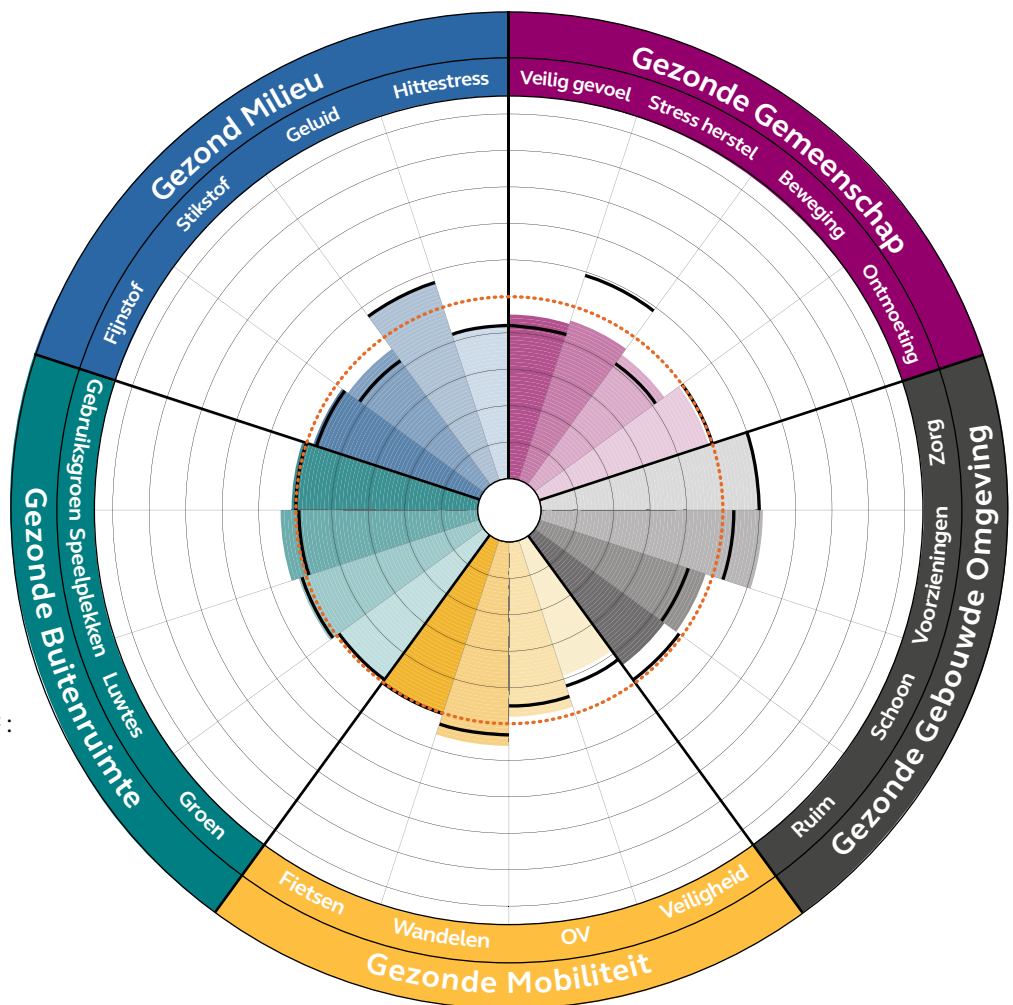 Gezonde Gemeenschap
Veilig gevoel
Stress herstel
Beweging
Ontmoeting
Gezonde Gebouwde Omgeving
Zorg
Voorzieningen
Schoon
Ruim
Gezonde Mobiliteit
Veiligheid
OV
Wandelen
Fietsen
Gezonde Buitenruimte
Groen
Luwtes
Speelplekken
Gebruiksgroen
Gezond Milieu
Fijnstof
Stikstof
Geluid
Hittestress
: